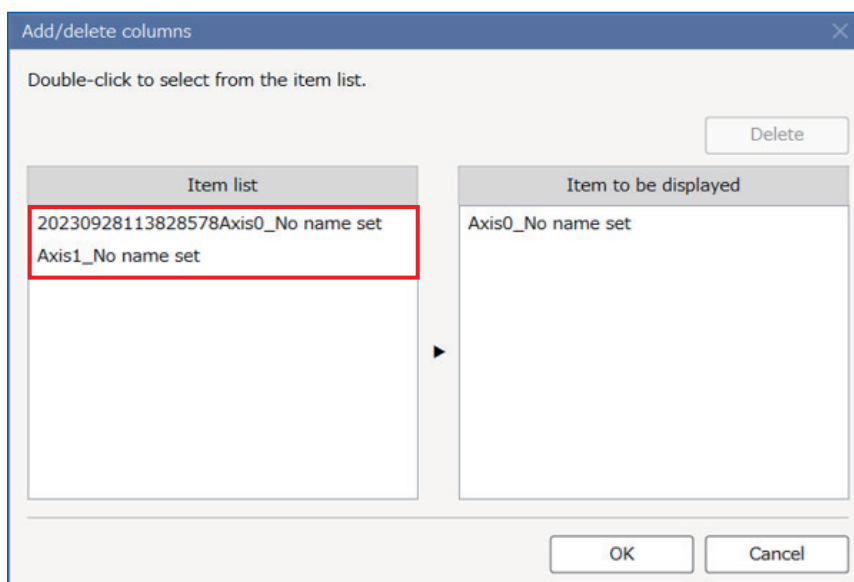 Add/delete columns
Double-click to select from the item list.
Delete
Item list
20230928113828578Axis0_No name set
Axis1_No name set
Item to be displayed
Axis0_No name set
OK
Cancel